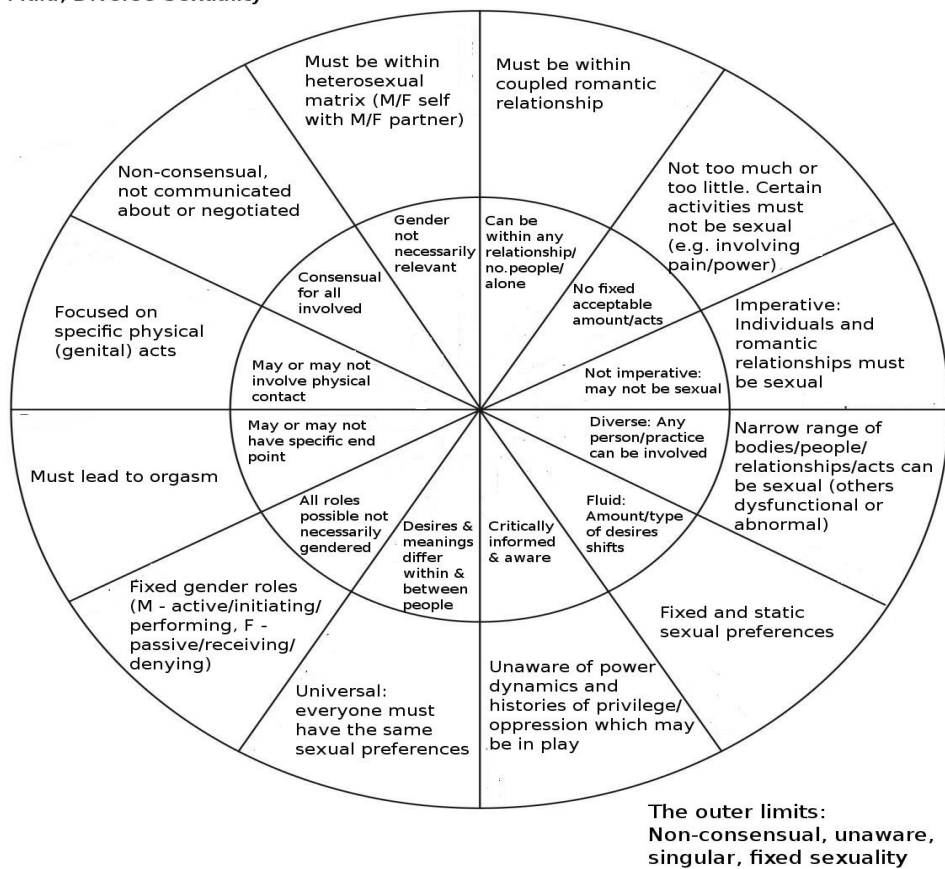 Must be within
heterosexual
matrix (M/F self
with M/F partner)
Must be within
coupled romantic
relationship
Non-consensual,
not communicated
about or negotiated
Not too much or
too little. Certain
activities must
not be sexual
(e.g. involving
pain/power)
Gender
not
necessarily
relevant
Can be
within any
relationship/
no.people/
alone
Consensual
for all
involved
No fixed
acceptable
amount/acts
Focused on
specific physical
(genital) acts
Imperative:
Individuals and
romantic
relationships must
be sexual
May or may not
involve physical
contact
Not imperative:
may not be sexual
May or may not
have specific end
point
Diverse: Any
person/practice
can be involved
Must lead to orgasm
Narrow range of
bodies/people/
relationships/acts can
be sexual (others
dysfunctional or
abnormal)
All roles
possible not
necessarily
gendered
Desires &
meanings
differ
within &
between
people
Critically
informed
& aware
Fluid:
Amount/type
of desires
shifts
Fixed gender roles
(M - active/initiating/
performing, F -
passive/receiving/
denying)
Fixed and static
sexual preferences
Universal:
everyone must
have the same
sexual preferences
Unaware of power
dynamics and
histories of privilege/
oppression which may
be in play
The outer limits:
Non-consensual, unaware,
singular, fixed sexuality